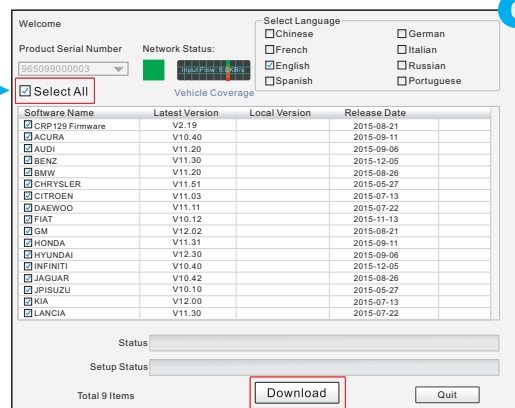 Welcome
Select Language
Chinese German
Product Serial Number Network Status:
French Italian
965099000003 Input Flow: 0.0KB/s
English Russian
Spanish Portuguese
Select All
Vehicle Coverage
Software Name Latest Version Local Version Release Date
CRP129 Firmware V2.19 2015-08-21
ACURA V10.40 2015-09-11
AUDI V11.20 2015-09-06
BENZ V11.30 2015-12-05
BMW V11.20 2015-08-26
CHRYSLER V11.51 2015-05-27
CITROEN V11.03 2015-07-13
DAEWOO V11.11 2015-07-22
FIAT V10.12 2015-11-13
GM V12.02 2015-08-21
HONDA V11.31 2015-09-11
HYUNDAI V12.30 2015-09-06
INFINITI V10.40 2015-12-05
JAGUAR V10.42 2015-08-26
JPISUZU V10.10 2015-05-27
KIA V12.00 2015-07-13
LANCIA V11.30 2015-07-22
Status
Setup Status
Total 9 Items Download Quit